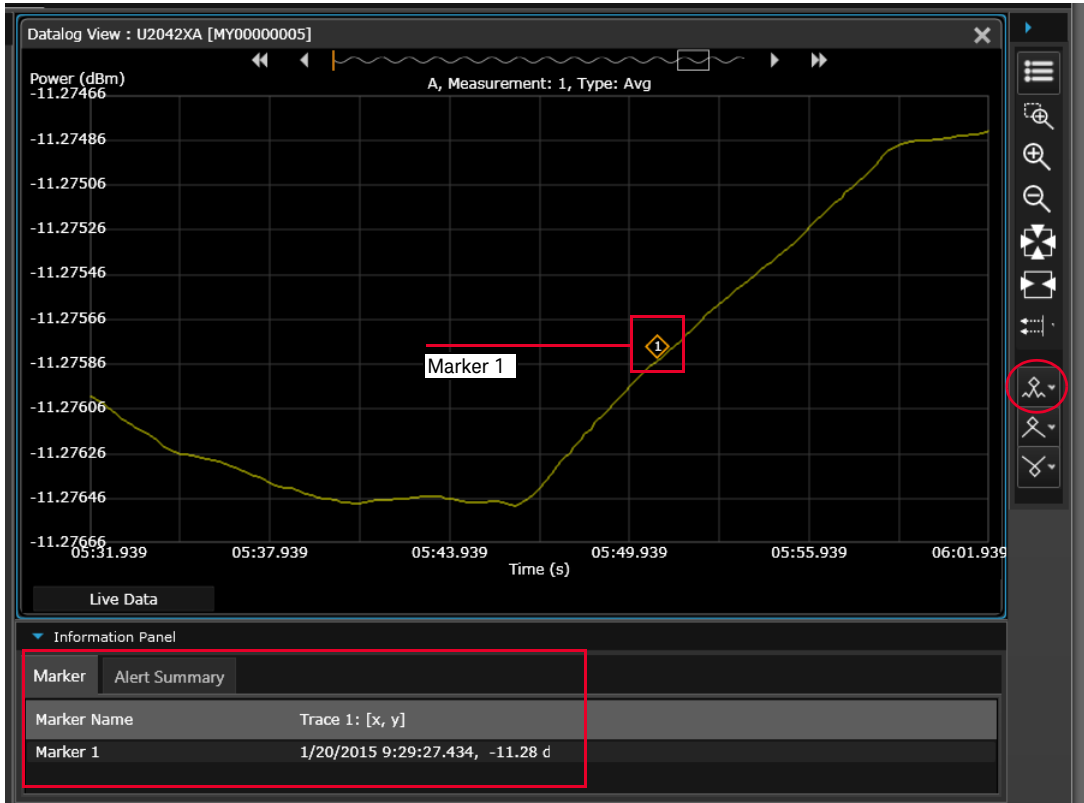 Datalog View : U2042XA [MY00000005]
Power (dBm)
A, Measurement: 1, Type: Avg
-11.27466
-11.27486
-11.27506
-11.27526
-11.27546
-11.27566
1
Marker 1
-11.27586
-11.27606
-11.27626
-11.27646
-11.27666
05:31.939 05:37.939 05:43.939 05:49.939 05:55.939 06:01.939
Time (s)
Live Data
Information Panel
Marker Alert Summary
Marker Name Trace 1: [x, y]
Marker 1 1/20/2015 9:29:27.434, -11.28 d